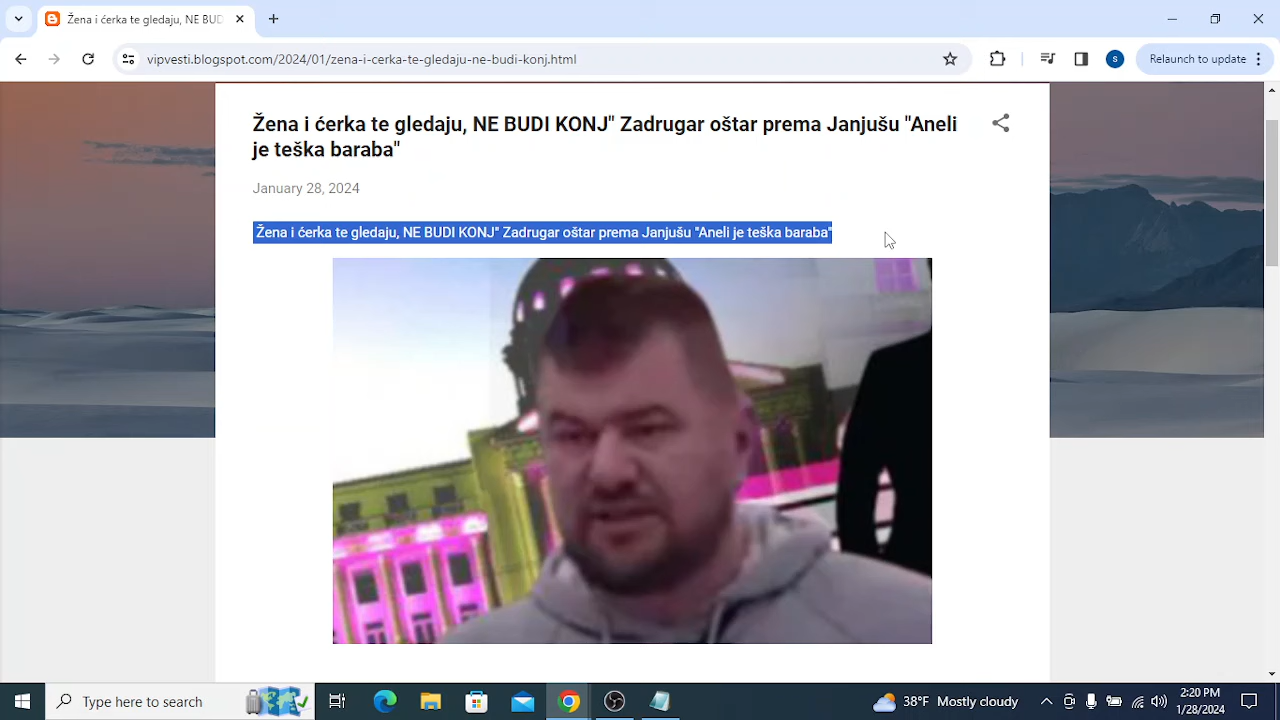 Žena i ćerka te gledaju, NE BUD
vipvesti.blogspot.com/2024/01/zana-i-carka-te-gledaju-ne-budi-konj.html
s
Relaunch to update
Žena i ćerka te gledaju, NE BUDI KONJ" Zadrugar oštar prema Janjušu "Aneli
je teška baraba"
January 28, 2024
Žena i ćerka te gledaju, NE BUDI KONJ" Zadrugar oštar prema Janjušu "Aneli je teška baraba"
Type here to search
38°F Mostly cloudy
2:20 PM
1/28/2024